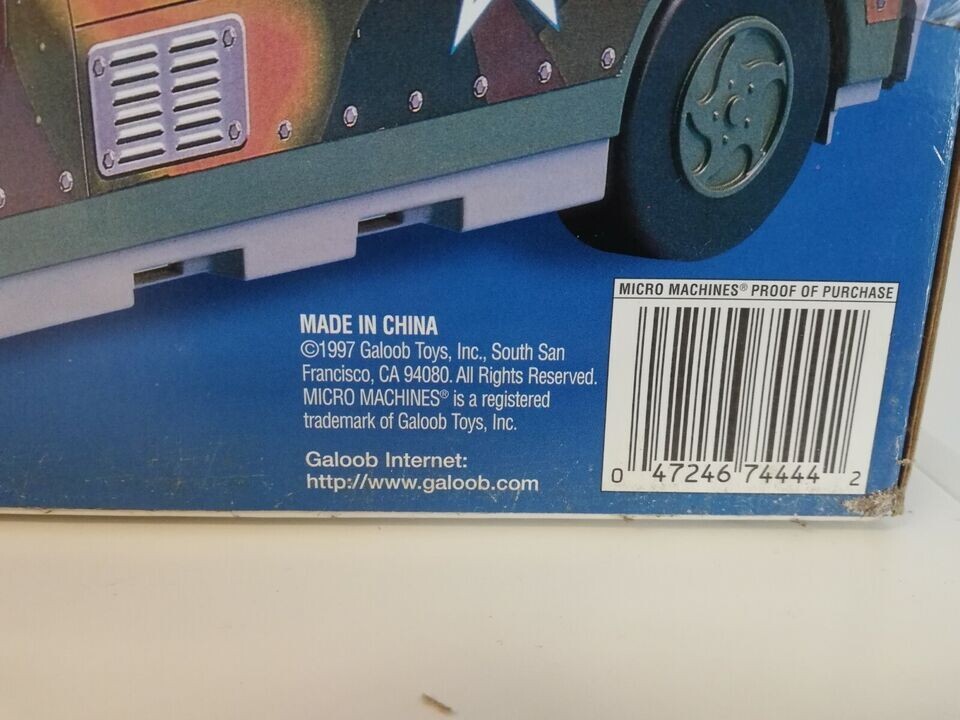 MADE IN CHINA
©1997 Galoob Toys, Inc., South San
Francisco, CA 94080. All Rights Reserved.
MICRO MACHINES® is a registered
trademark of Galoob Toys, Inc.
Galoob Internet:
http://www.galoob.com
MICRO MACHINES® PROOF OF PURCHASE
0 47246 74444 2